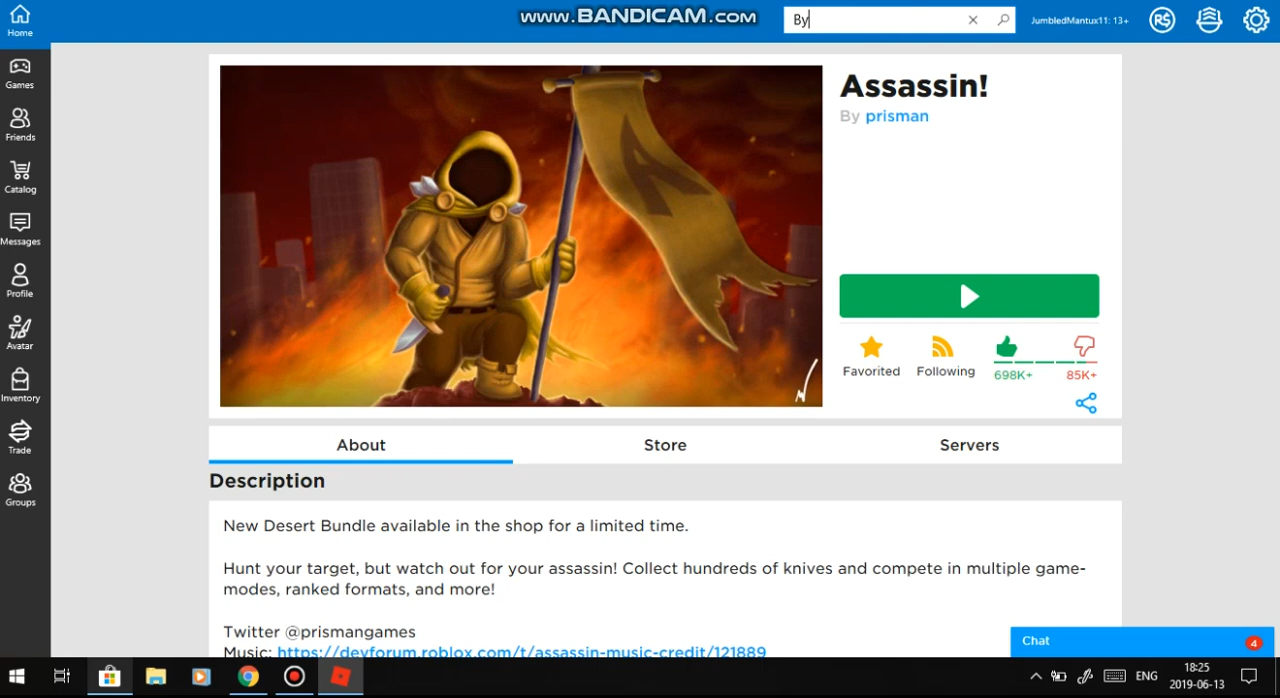 www.BANDICAM.com
By
JumbledMantux11: 13+
Home
Games
Friends
Catalog
Messages
Profile
Avatar
Inventory
Trade
Groups
Assassin!
By prisman
Favorited
Following
698K+
85K+
About
Store
Servers
Description
New Desert Bundle available in the shop for a limited time.
Hunt your target, but watch out for your assassin! Collect hundreds of knives and compete in multiple game-
modes, ranked formats, and more!
Twitter @prismangames
Music: https://devforum.roblox.com/t/assassin-music-credit/121889
Chat
4
ENG
18:25
2019-06-13